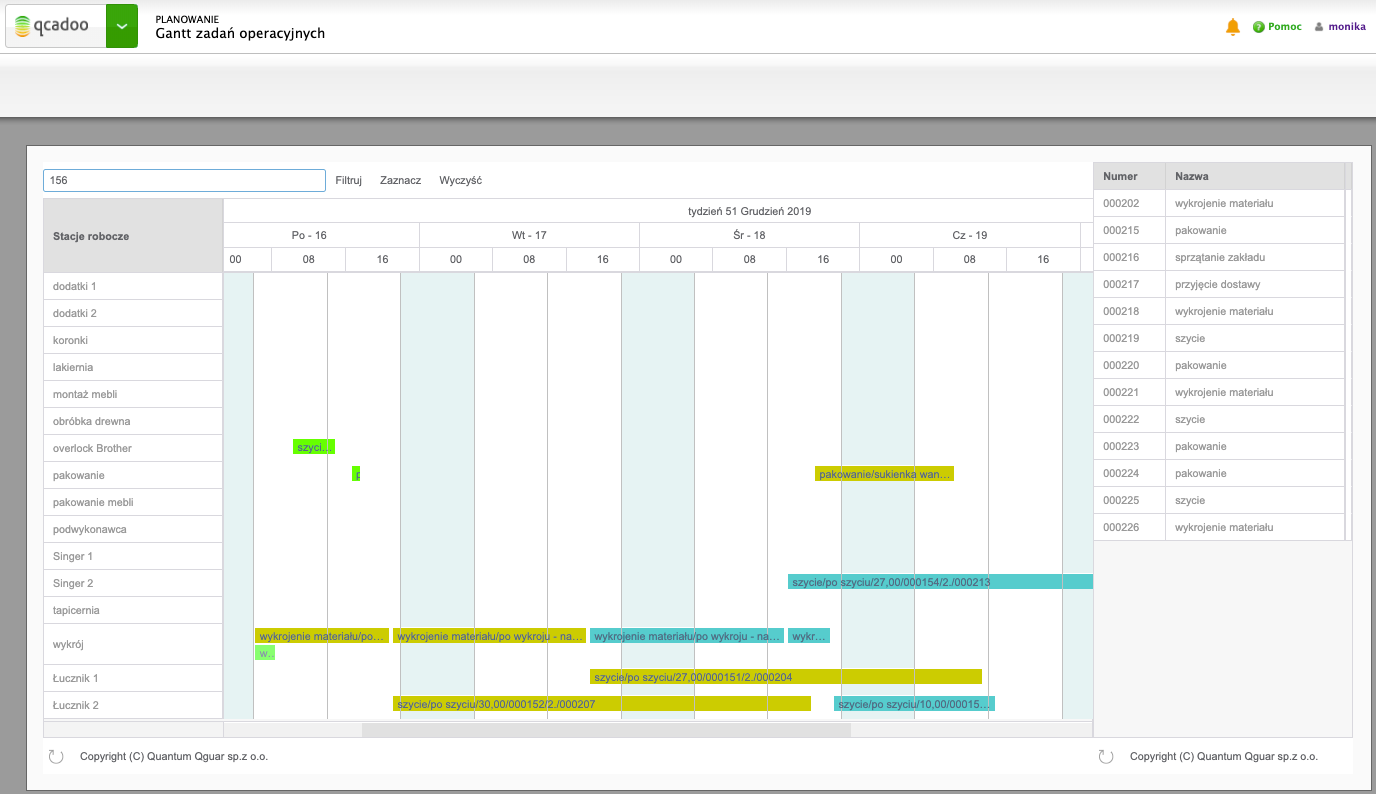 qcadoo
PLANOWANIE
Gantt zadań operacyjnych
? Pomoc
monika
156
Filtruj Zaznacz Wyczyść
Stacje robocze
tydzień 51 Grudzień 2019
Po - 16 Wt - 17 Śr - 18 Cz - 19
00 08 16 00 08 16 00 08 16 00 08 16
dodatki 1
dodatki 2
koronki
lakiernia
montaż mebli
obróbka drewna
overlock Brother
szyci...
pakowanie
p
pakowanie/sukienka wan...
pakowanie mebli
podwykonawca
Singer 1
Singer 2
szycie/po szyciu/27,00/000154/2./000213
tapicernia
wykrój
wykrojenie materiału/po... wykrojenie materiału/po wykroju - na... wykrojenie materiału/po wykroju - na... wykr...
w..
Łucznik 1
szycie/po szyciu/27,00/000151/2./000204
Łucznik 2
szycie/po szyciu/30,00/000152/2./000207 szycie/po szyciu/10,00/00015...
Copyright (C) Quantum Qguar sp.z o.o.
Numer Nazwa
000202 wykrojenie materiału
000215 pakowanie
000216 sprzątanie zakładu
000217 przyjęcie dostawy
000218 wykrojenie materiału
000219 szycie
000220 pakowanie
000221 wykrojenie materiału
000222 szycie
000223 pakowanie
000224 pakowanie
000225 szycie
000226 wykrojenie materiału
Copyright (C) Quantum Qguar sp.z o.o.